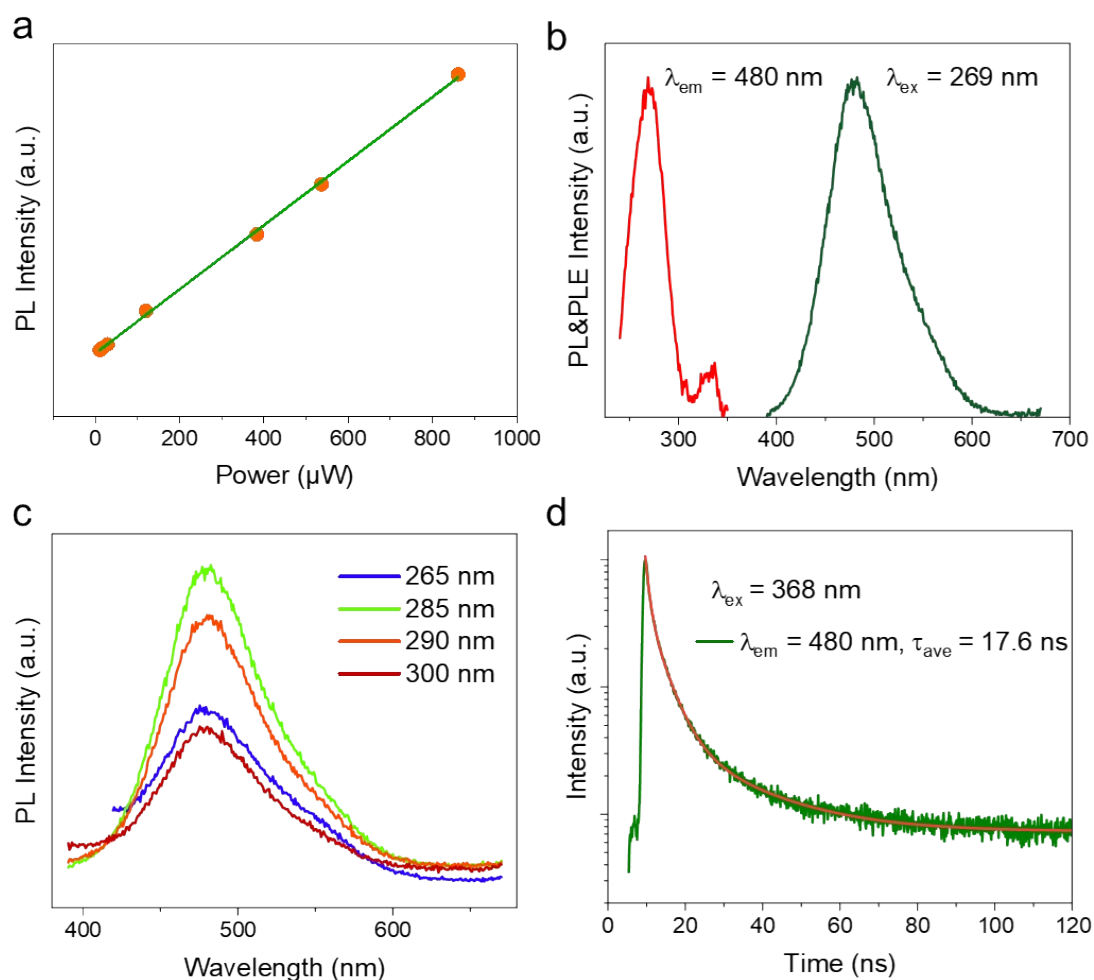 a
PL Intensity (a.u.)
0 200 400 600 800 1000
Power (µW)
b
λem = 480 nm λex = 269 nm
PL&PLE Intensity (a.u.)
300 400 500 600 700
Wavelength (nm)
c
265 nm
285 nm
290 nm
300 nm
PL Intensity (a.u.)
400 500 600
Wavelength (nm)
d
λex = 368 nm
λem = 480 nm, τave = 17.6 ns
Intensity (a.u.)
0 20 40 60 80 100 120
Time (ns)